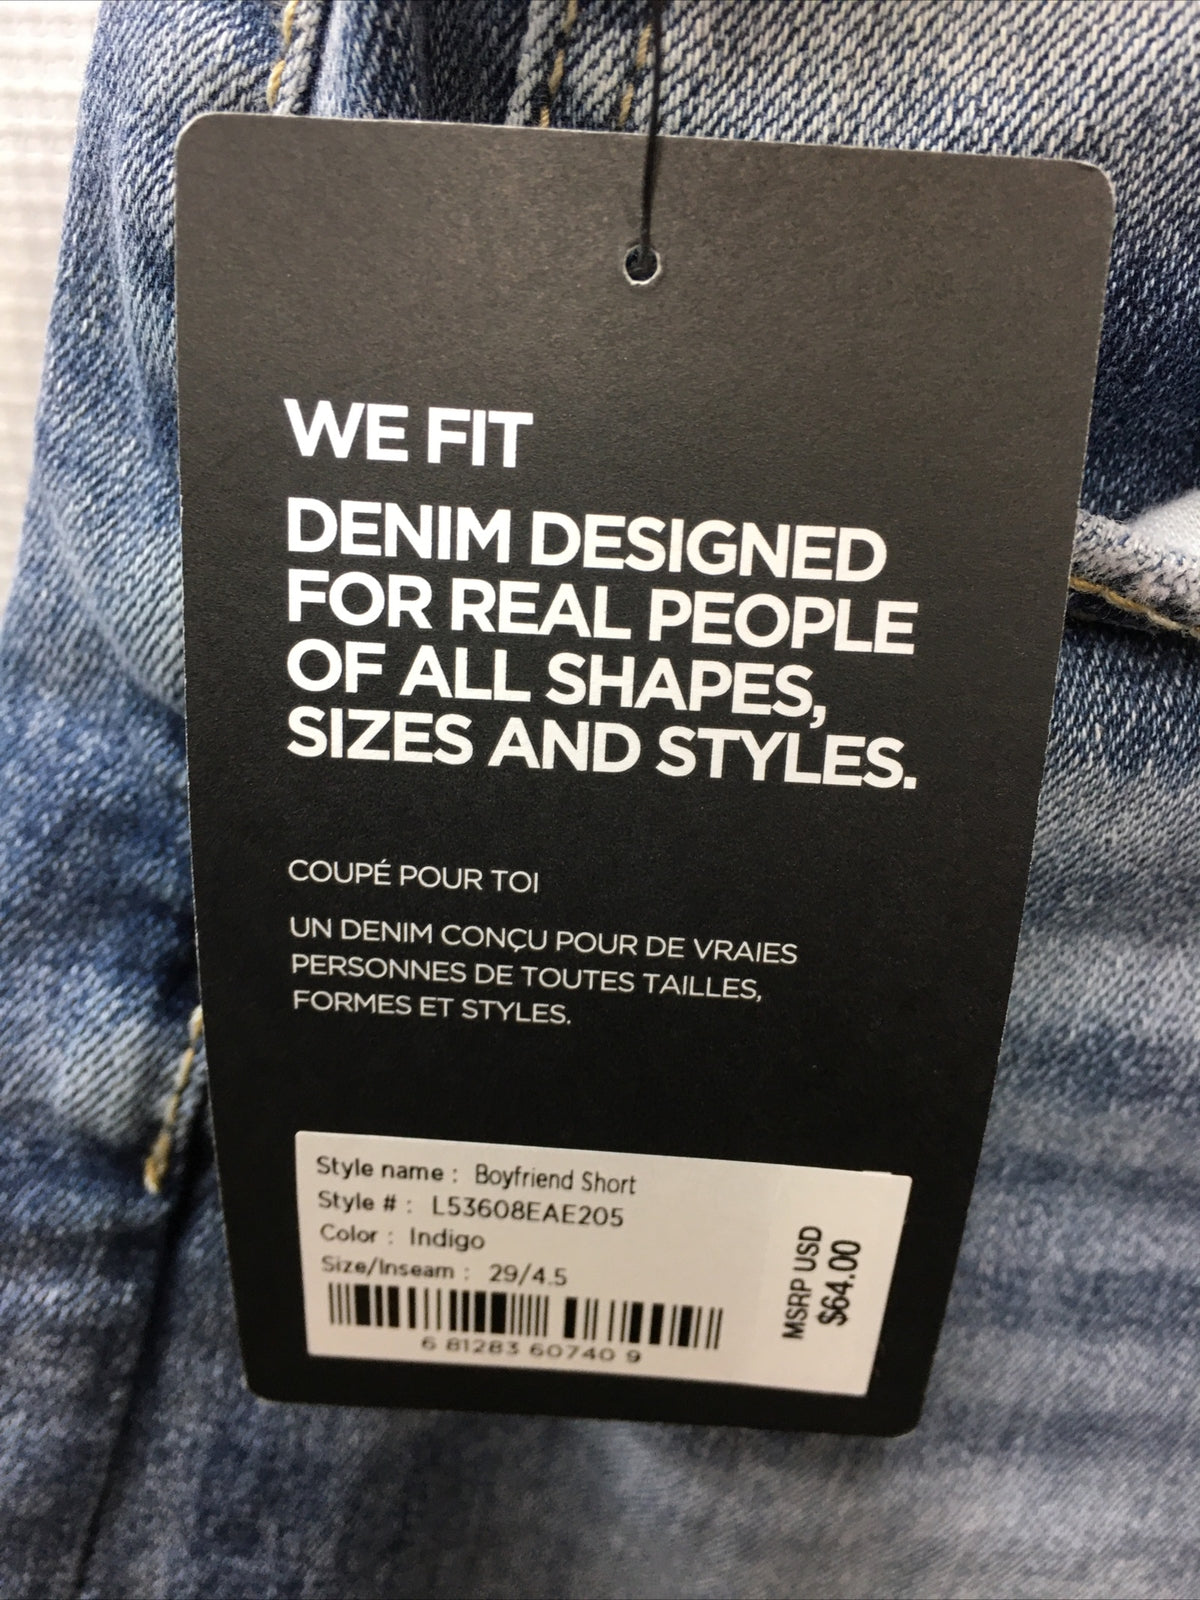 WE FIT
DENIM DESIGNED
FOR REAL PEOPLE
OF ALL SHAPES,
SIZES AND STYLES.
COUPÉ POUR TOI
UN DENIM CONÇU POUR DE VRAIES
PERSONNES DE TOUTES TAILLES,
FORMES ET STYLES.
Style name : Boyfriend Short
Style # : L53608EAE205
Color : Indigo
Size/Inseam : 29/4.5
6 81283 60740 9
MSRP USD
$64.00